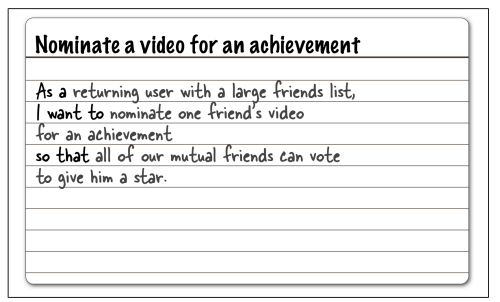 Nominate a video for an achievement
As a returning user with a large friends list,
I want to nominate one friend's video
for an achievement
so that all of our mutual friends can vote
to give him a star.